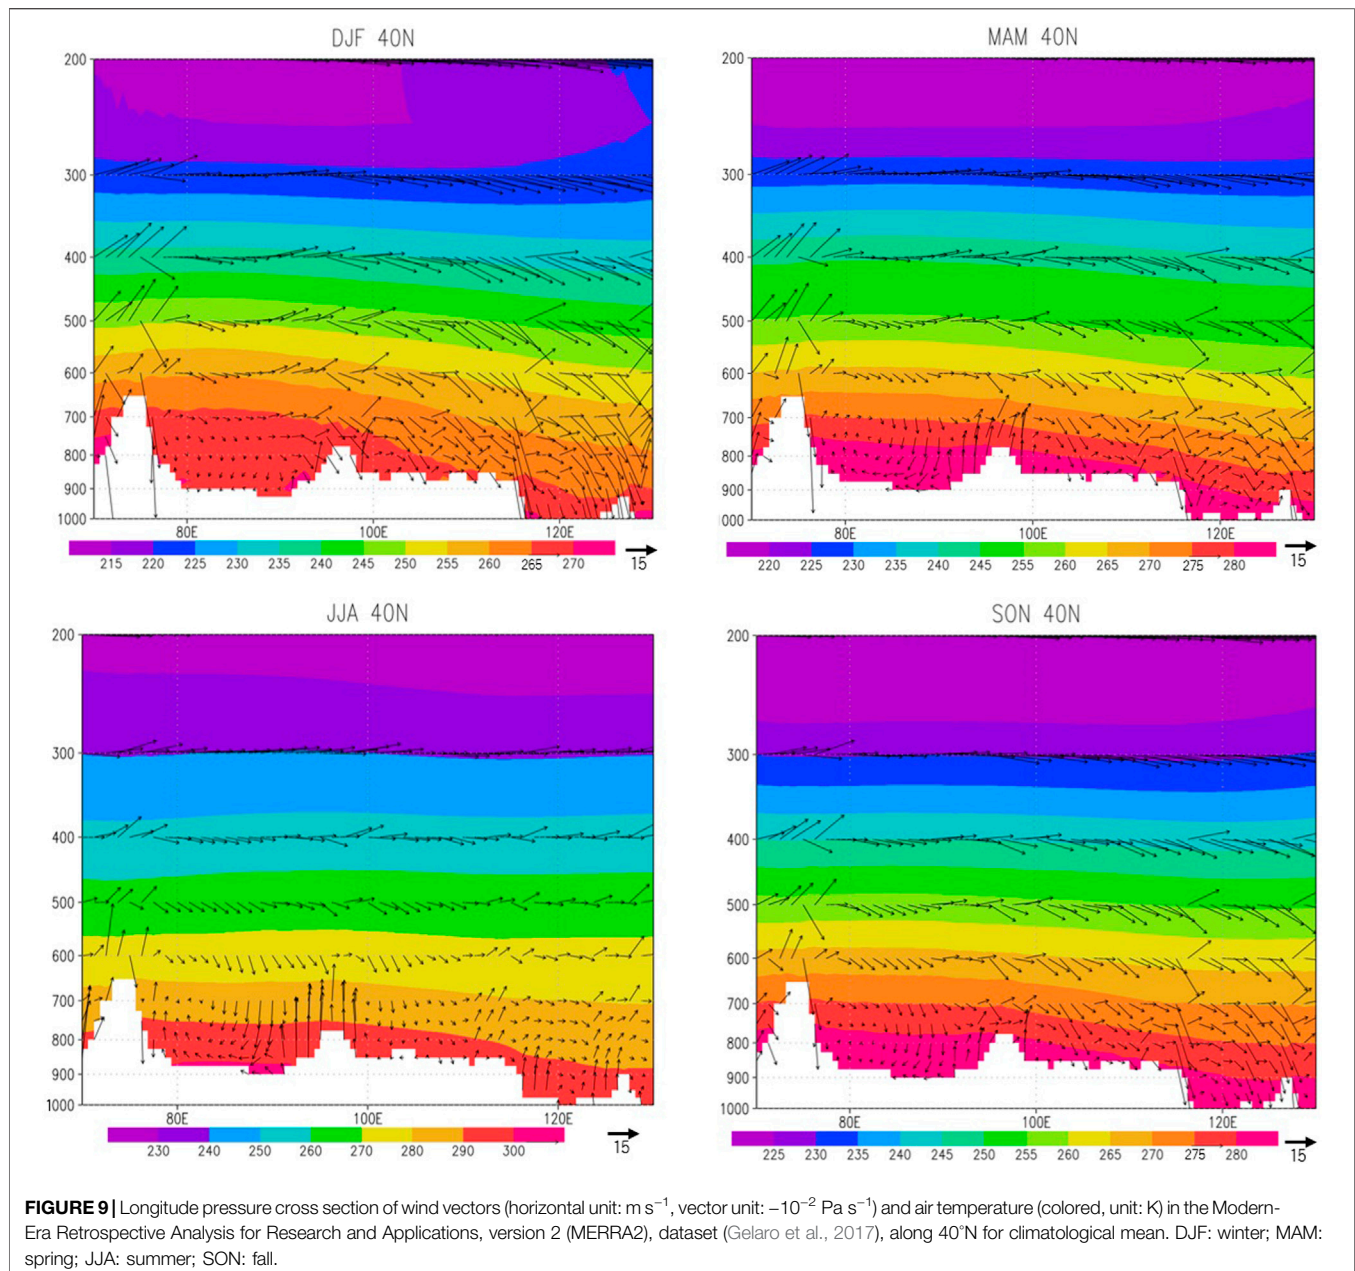 DJF 40N
200
300
400
500
600
700
800
900
1000
80E 100E 120E
215 220 225 230 235 240 245 250 255 260 265 270 15
MAM 40N
200
300
400
500
600
700
800
900
000
80E 100E 120E
220 225 230 235 240 245 247 255 260 265 270 275 280 15
JJA 40N
200
300
400
500
600
700
800
900
1000
80E 100E 120E
230 240 250 260 270 280 290 300 15
SON 40N
200
300
400
500
600
700
800
900
1000
80E 100E 120E
225 230 235 240 245 250 255 260 265 270 275 280 15
FIGURE 9 | Longitude pressure cross section of wind vectors (horizontal unit: m s⁻¹, vector unit: −10⁻² Pa s⁻¹) and air temperature (colored, unit: K) in the Modern-
Era Retrospective Analysis for Research and Applications, version 2 (MERRA2), dataset (Gelaro et al., 2017), along 40°N for climatological mean. DJF: winter; MAM:
spring; JJA: summer; SON: fall.